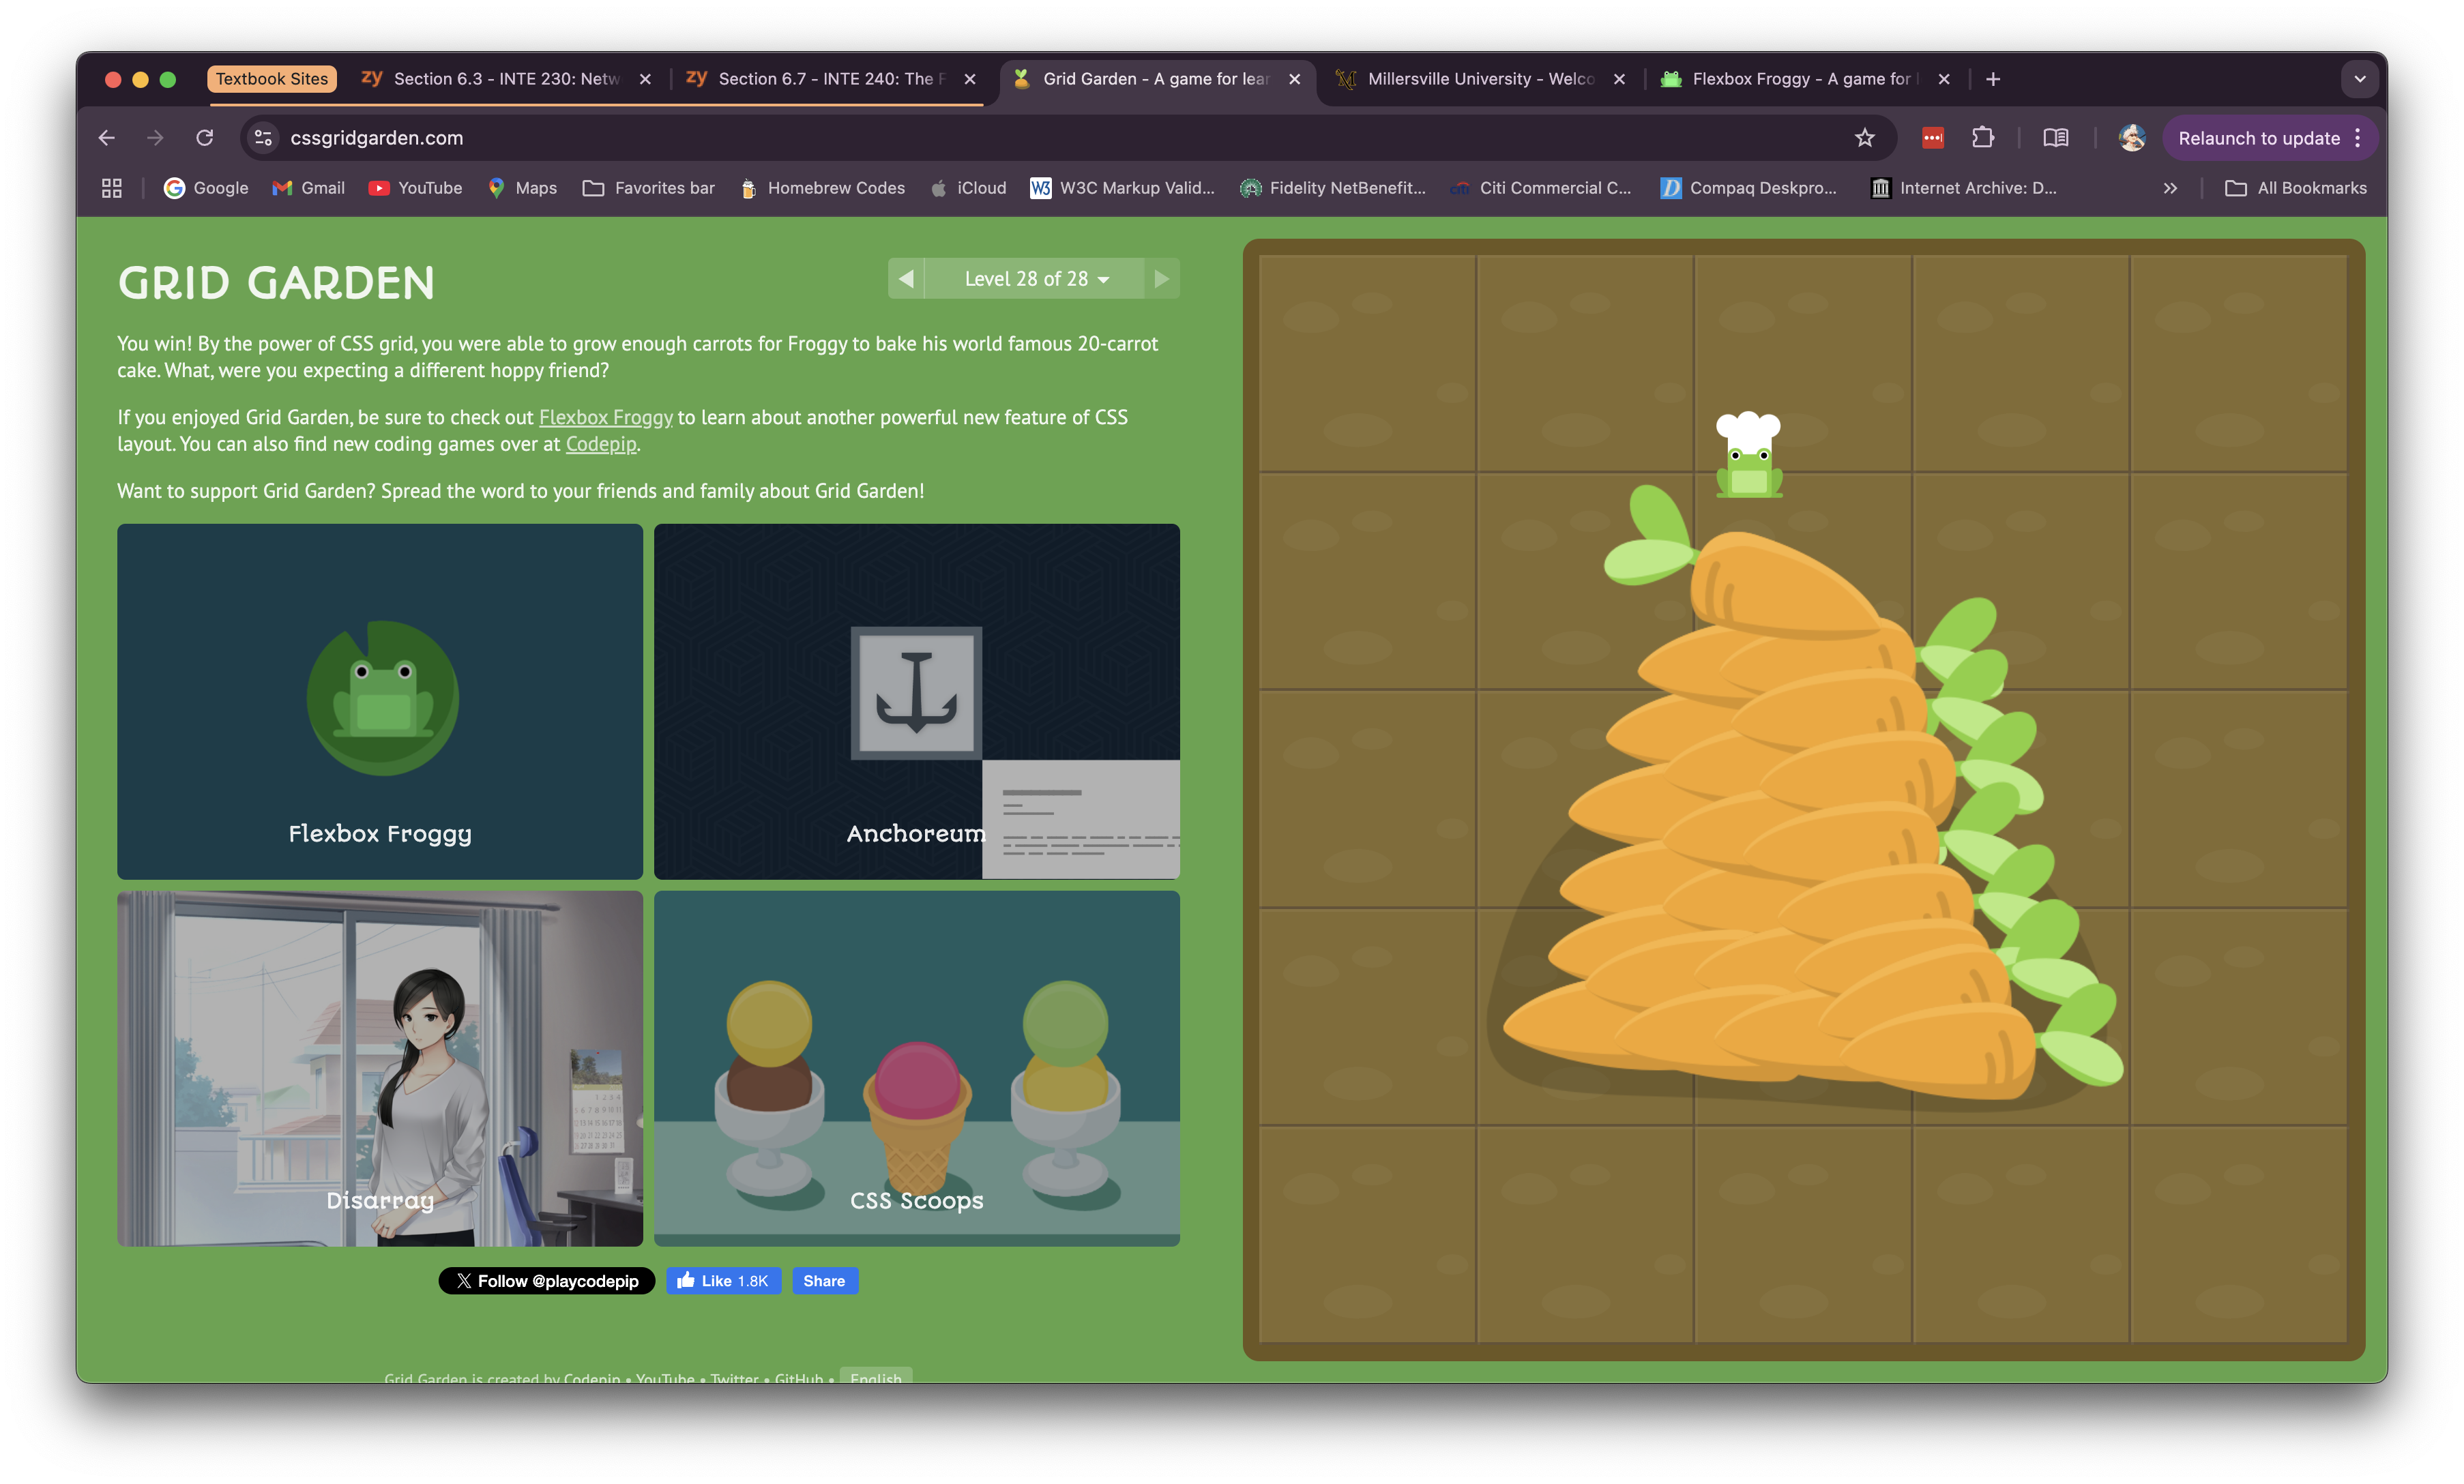 Textbook Sites
zy Section 6.3 - INTE 230: Netw
zy Section 6.7 - INTE 240: The F
Grid Garden - A game for lear
Millersville University - Welco
Flexbox Froggy - A game for l
cssgridgarden.com
Relaunch to update
Google
Gmail
YouTube
Maps
Favorites bar
Homebrew Codes
iCloud
W3 W3C Markup Valid...
Fidelity NetBenefit...
citi Citi Commercial C...
D Compaq Deskpro...
Internet Archive: D...
All Bookmarks
GRID GARDEN
Level 28 of 28
You win! By the power of CSS grid, you were able to grow enough carrots for Froggy to bake his world famous 20-carrot
cake. What, were you expecting a different hoppy friend?
If you enjoyed Grid Garden, be sure to check out Flexbox Froggy to learn about another powerful new feature of CSS
layout. You can also find new coding games over at Codepip.
Want to support Grid Garden? Spread the word to your friends and family about Grid Garden!
Flexbox Froggy
Anchoreum
Disarray
CSS Scoops
X Follow @playcodepip
Like 1.8K
Share
Grid Garden is created by Codepip • YouTube • Twitter • GitHub • English